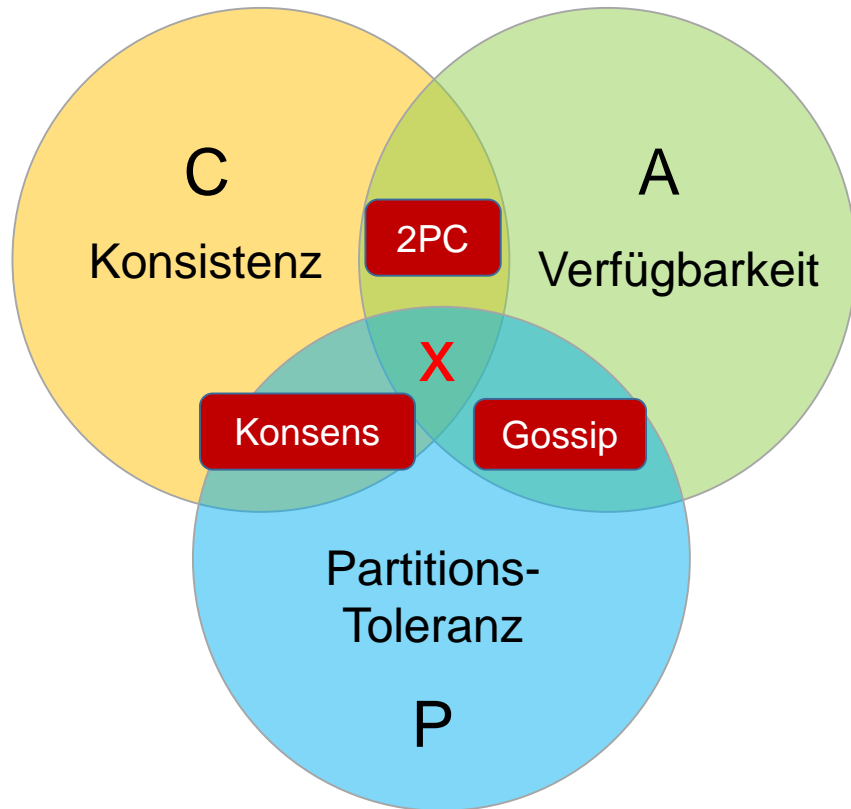 C
Konsistenz
A
Verfügbarkeit
2PC
X
Konsens
Gossip
Partitions-
Toleranz
P